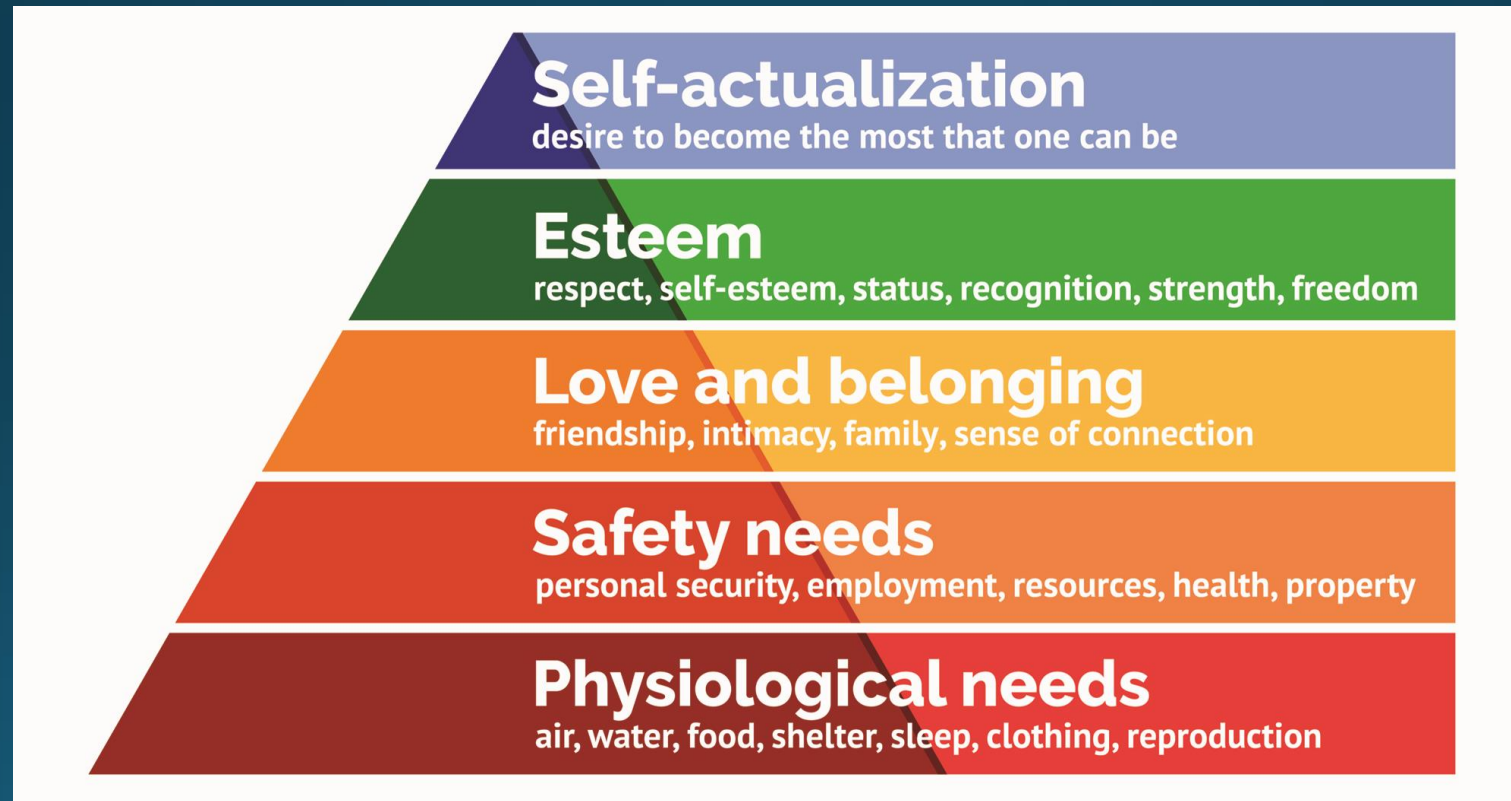 Self-actualization
desire to become the most that one can be
Esteem
respect, self-esteem, status, recognition, strength, freedom
Love and belonging
friendship, intimacy, family, sense of connection
Safety needs
personal security, employment, resources, health, property
Physiological needs
air, water, food, shelter, sleep, clothing, reproduction